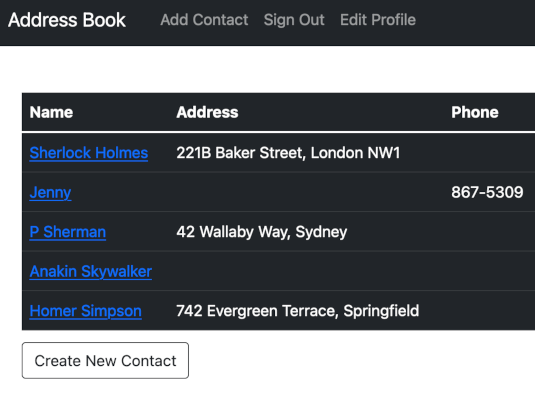 Address Book Add Contact Sign Out Edit Profile
Name Address Phone
Sherlock Holmes 221B Baker Street, London NW1
Jenny 867-5309
P Sherman 42 Wallaby Way, Sydney
Anakin Skywalker
Homer Simpson 742 Evergreen Terrace, Springfield
Create New Contact